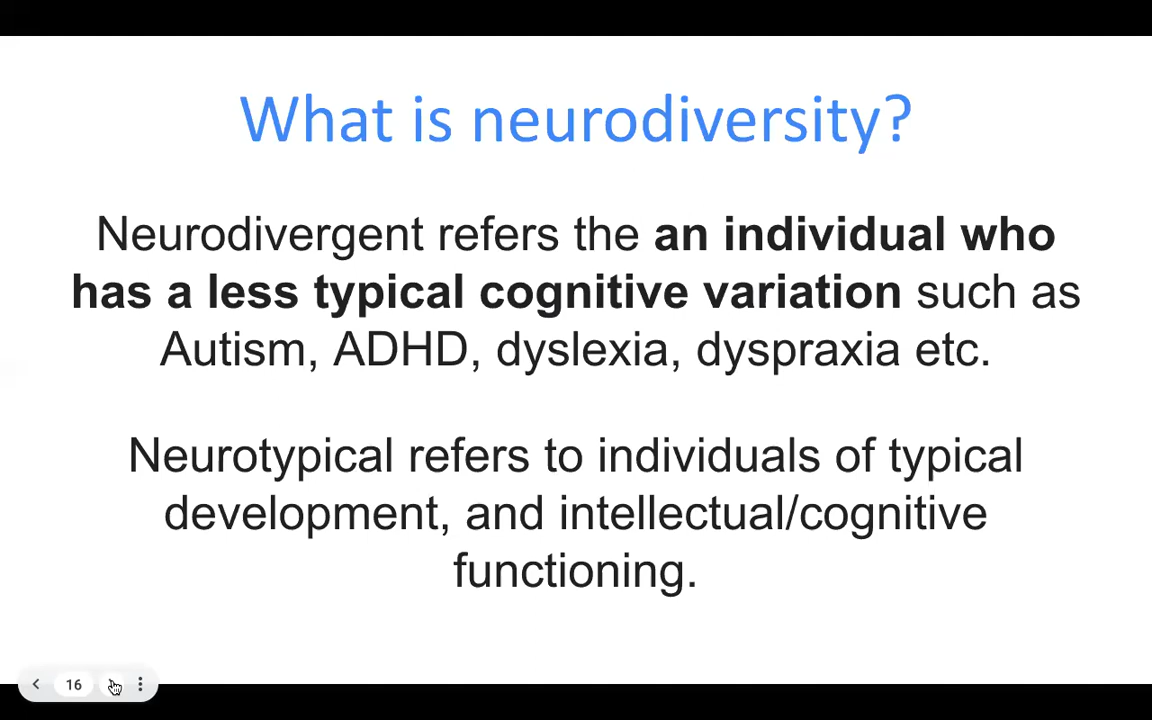 What is neurodiversity?
Neurodivergent refers the an individual who
has a less typical cognitive variation such as
Autism, ADHD, dyslexia, dyspraxia etc.
Neurotypical refers to individuals of typical
development, and intellectual/cognitive
functioning.
16